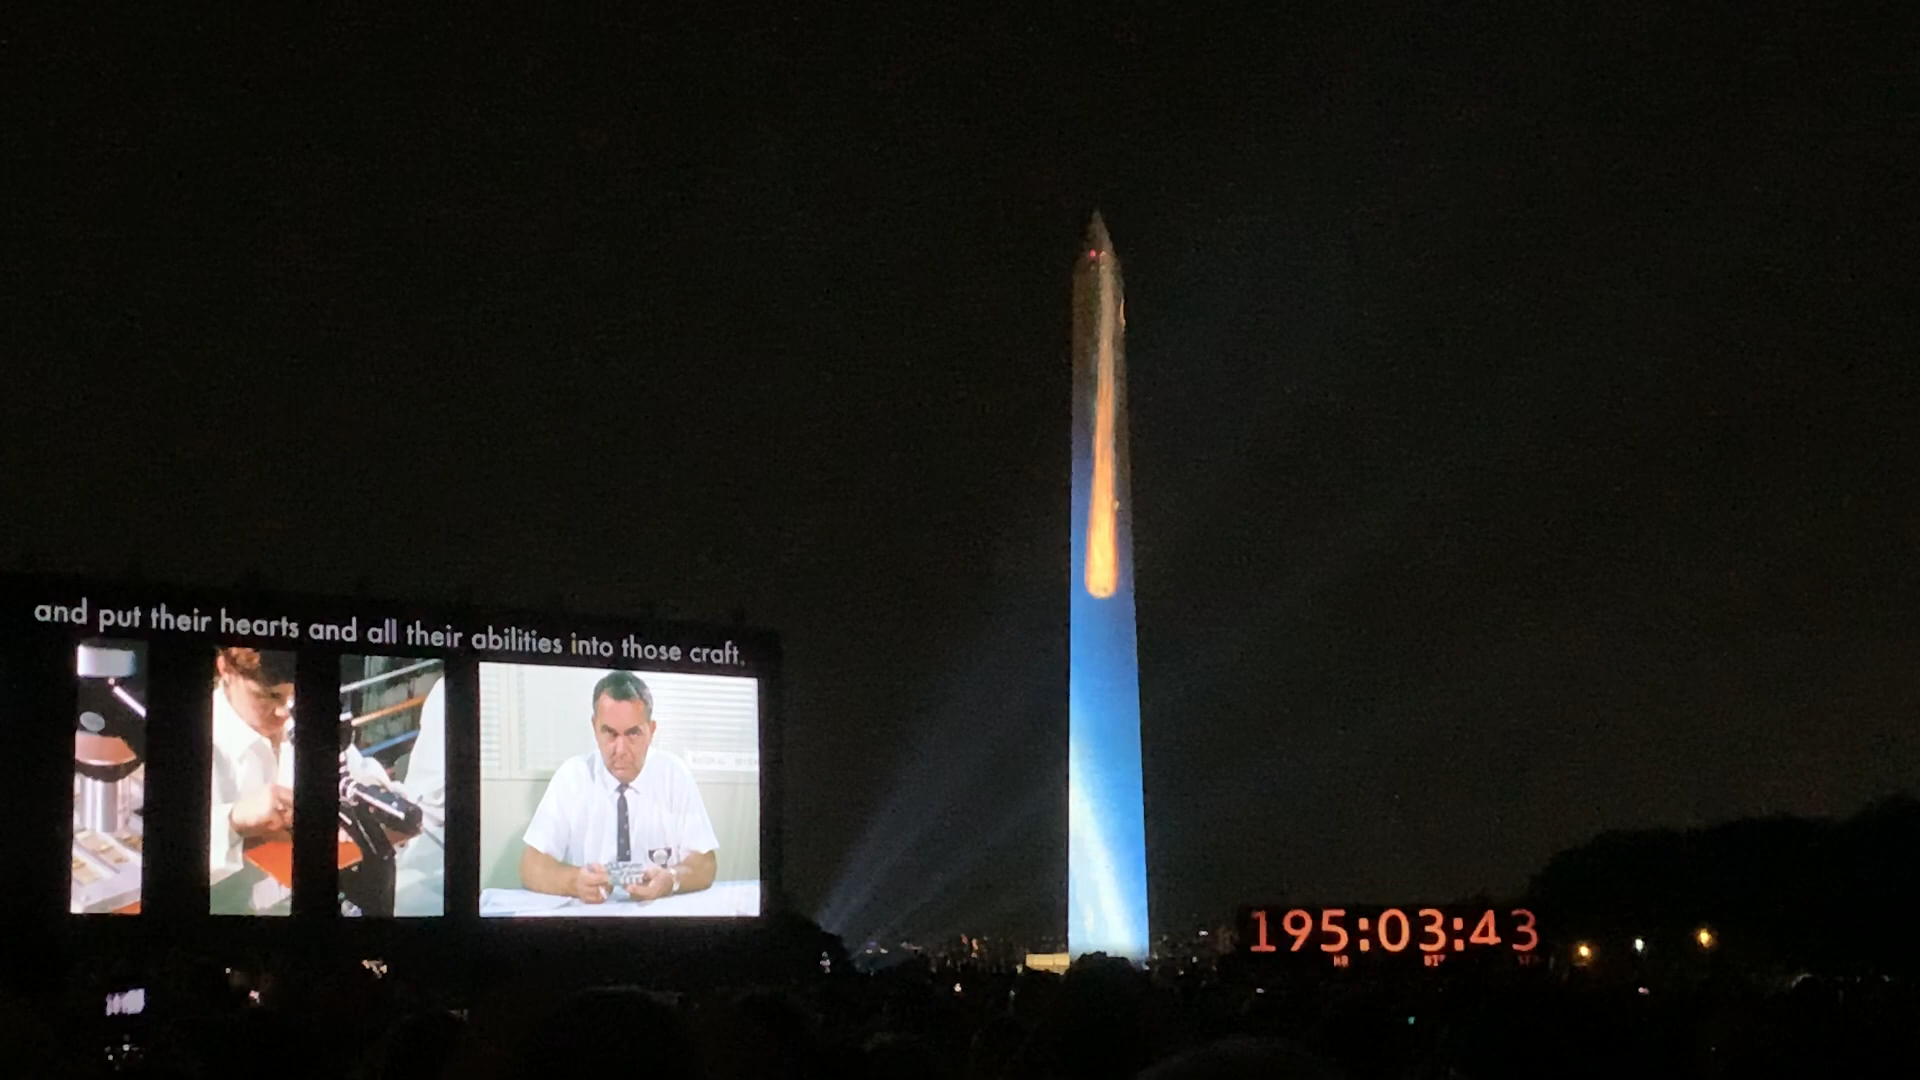 and put their hearts and all their abilities into those craft.
195:03:43